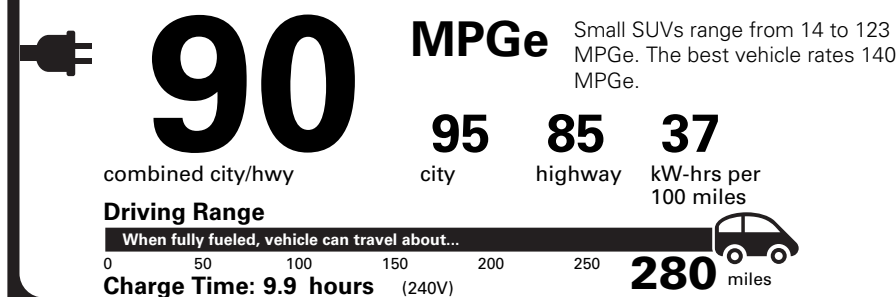 90
MPGe
Small SUVs range from 14 to 123
MPGe. The best vehicle rates 140
MPGe.
combined city/hwy
95
city
85
highway
37
kW-hrs per
100 miles
Driving Range
When fully fueled, vehicle can travel about...
0 50 100 150 200 250 280 miles
Charge Time: 9.9 hours (240V)